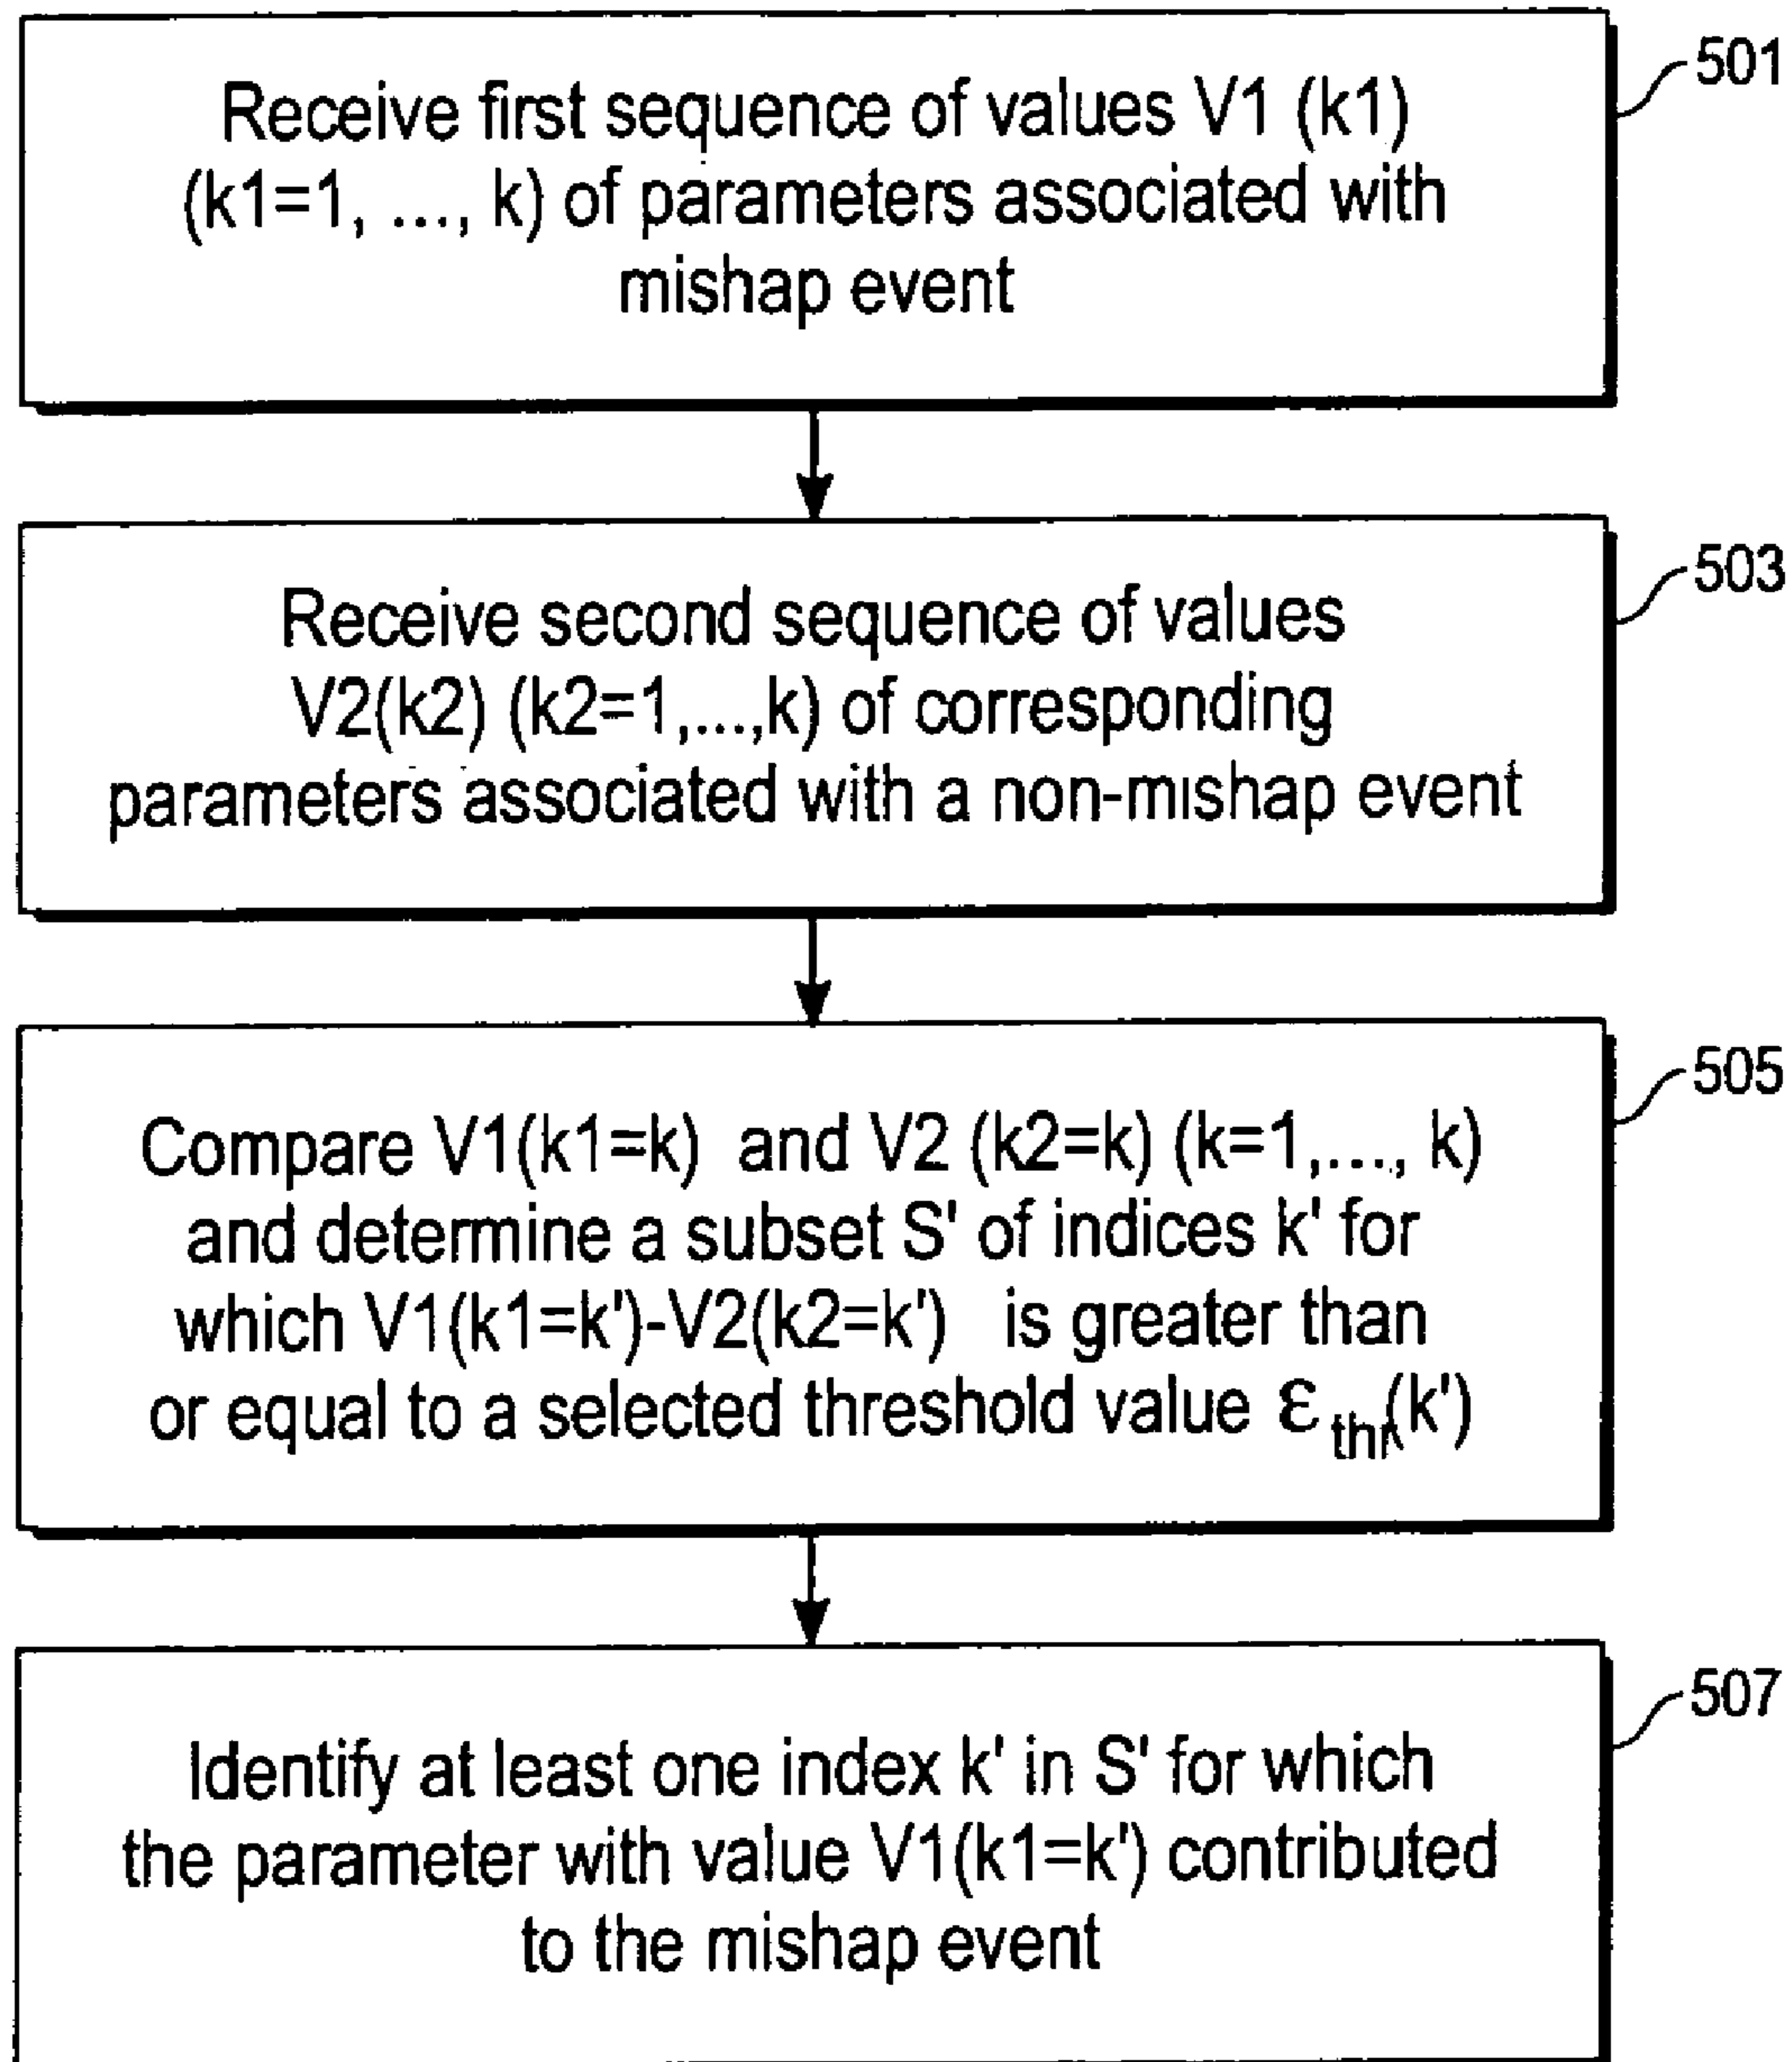 Receive first sequence of values V1 (k1)
(k1=1, ..., k) of parameters associated with
mishap event
501
Receive second sequence of values
V2(k2) (k2=1,...,k) of corresponding
parameters associated with a non-mishap event
503
Compare V1(k1=k) and V2 (k2=k) (k=1,..., k)
and determine a subset S' of indices k' for
which V1(k1=k')-V2(k2=k') is greater than
or equal to a selected threshold value ε thr(k')
505
Identify at least one index k' in S' for which
the parameter with value V1(k1=k') contributed
to the mishap event
507